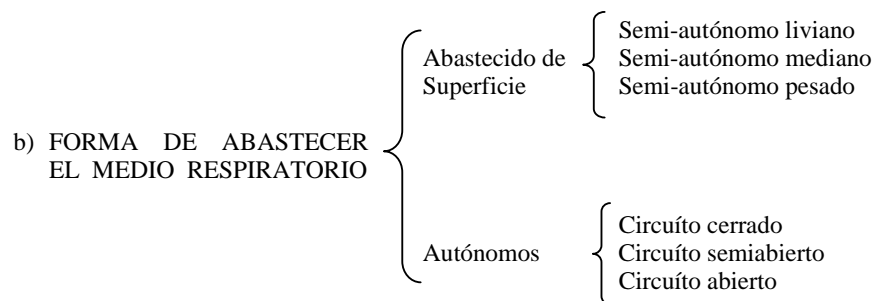 Semi-autónomo liviano
Abastecido de Semi-autónomo mediano
Superficie Semi-autónomo pesado
b) FORMA DE ABASTECER
EL MEDIO RESPIRATORIO
Circuíto cerrado
Autónomos Circuíto semiabierto
Circuíto abierto